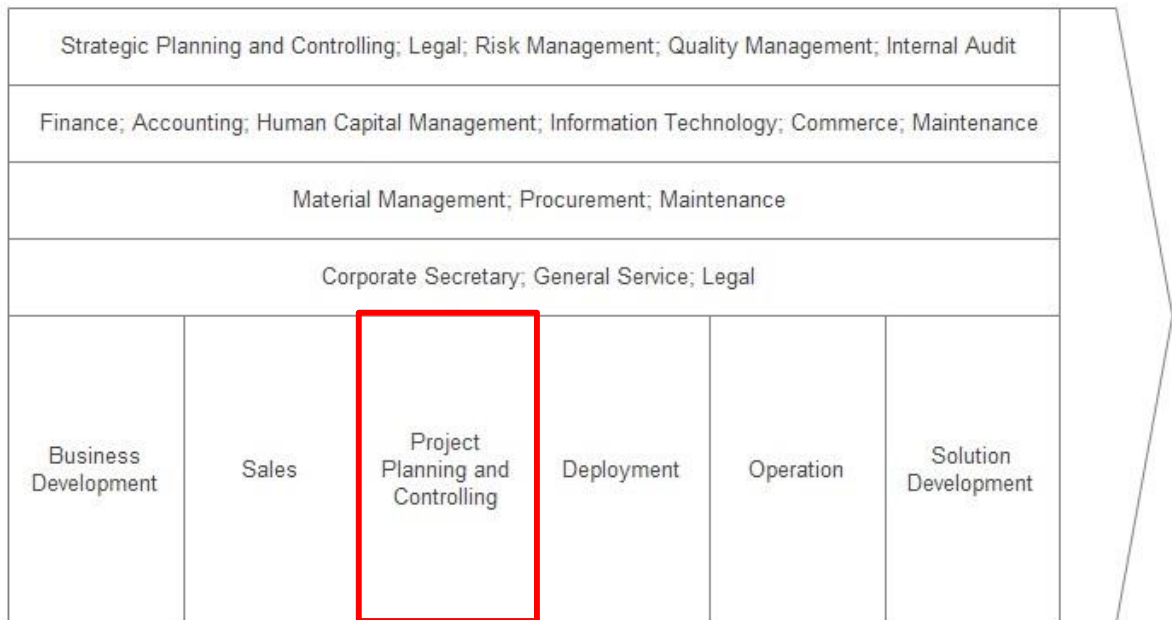 Strategic Planning and Controlling; Legal; Risk Management; Quality Management; Internal Audit
Finance; Accounting; Human Capital Management; Information Technology; Commerce; Maintenance
Material Management; Procurement; Maintenance
Corporate Secretary; General Service; Legal
Business
Development
Sales
Project
Planning and
Controlling
Deployment
Operation
Solution
Development